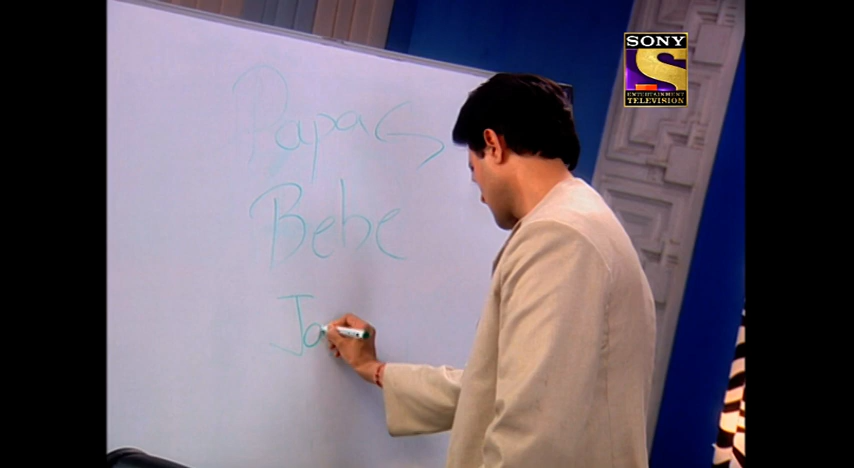 Papas
Bebe
Ja
SONY
ENTERTAINMENT
TELEVISION